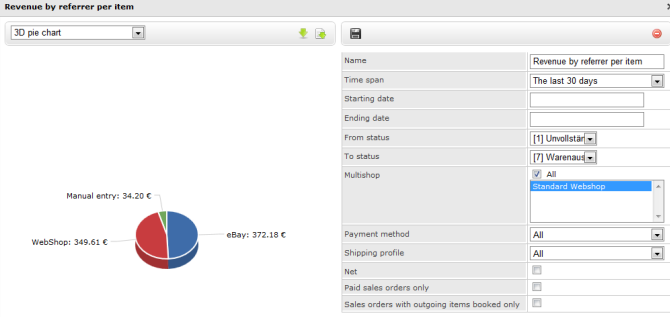 Revenue by referrer per item
3D pie chart
Manual entry: 34.20 €
WebShop: 349.61 €
eBay: 372.18 €
Name
Revenue by referrer per item
Time span
The last 30 days
Starting date
Ending date
From status
[1] Unvollstär
To status
[7] Warenaus
Multishop
All
Standard Webshop
Payment method
All
Shipping profile
All
Net
Paid sales orders only
Sales orders with outgoing items booked only